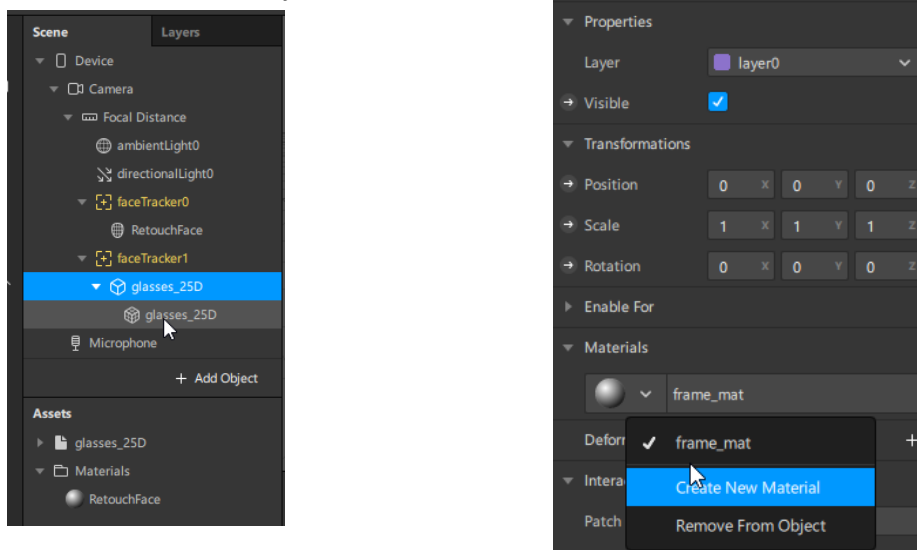 Scene Layers
Device
Camera
Focal Distance
ambientLight0
directionalLight0
faceTracker0
RetouchFace
faceTracker1
glasses_25D
glasses_25D
Microphone
+ Add Object
Assets
glasses_25D
Materials
RetouchFace
Properties
Layer layer0
Visible
Transformations
Position 0 X 0 Y 0 Z
Scale 1 X 1 Y 1 Z
Rotation 0 X 0 Y 0 Z
Enable For
Materials
frame_mat
Defor
frame_mat
+
Intera
Create New Material
Patch
Remove From Object